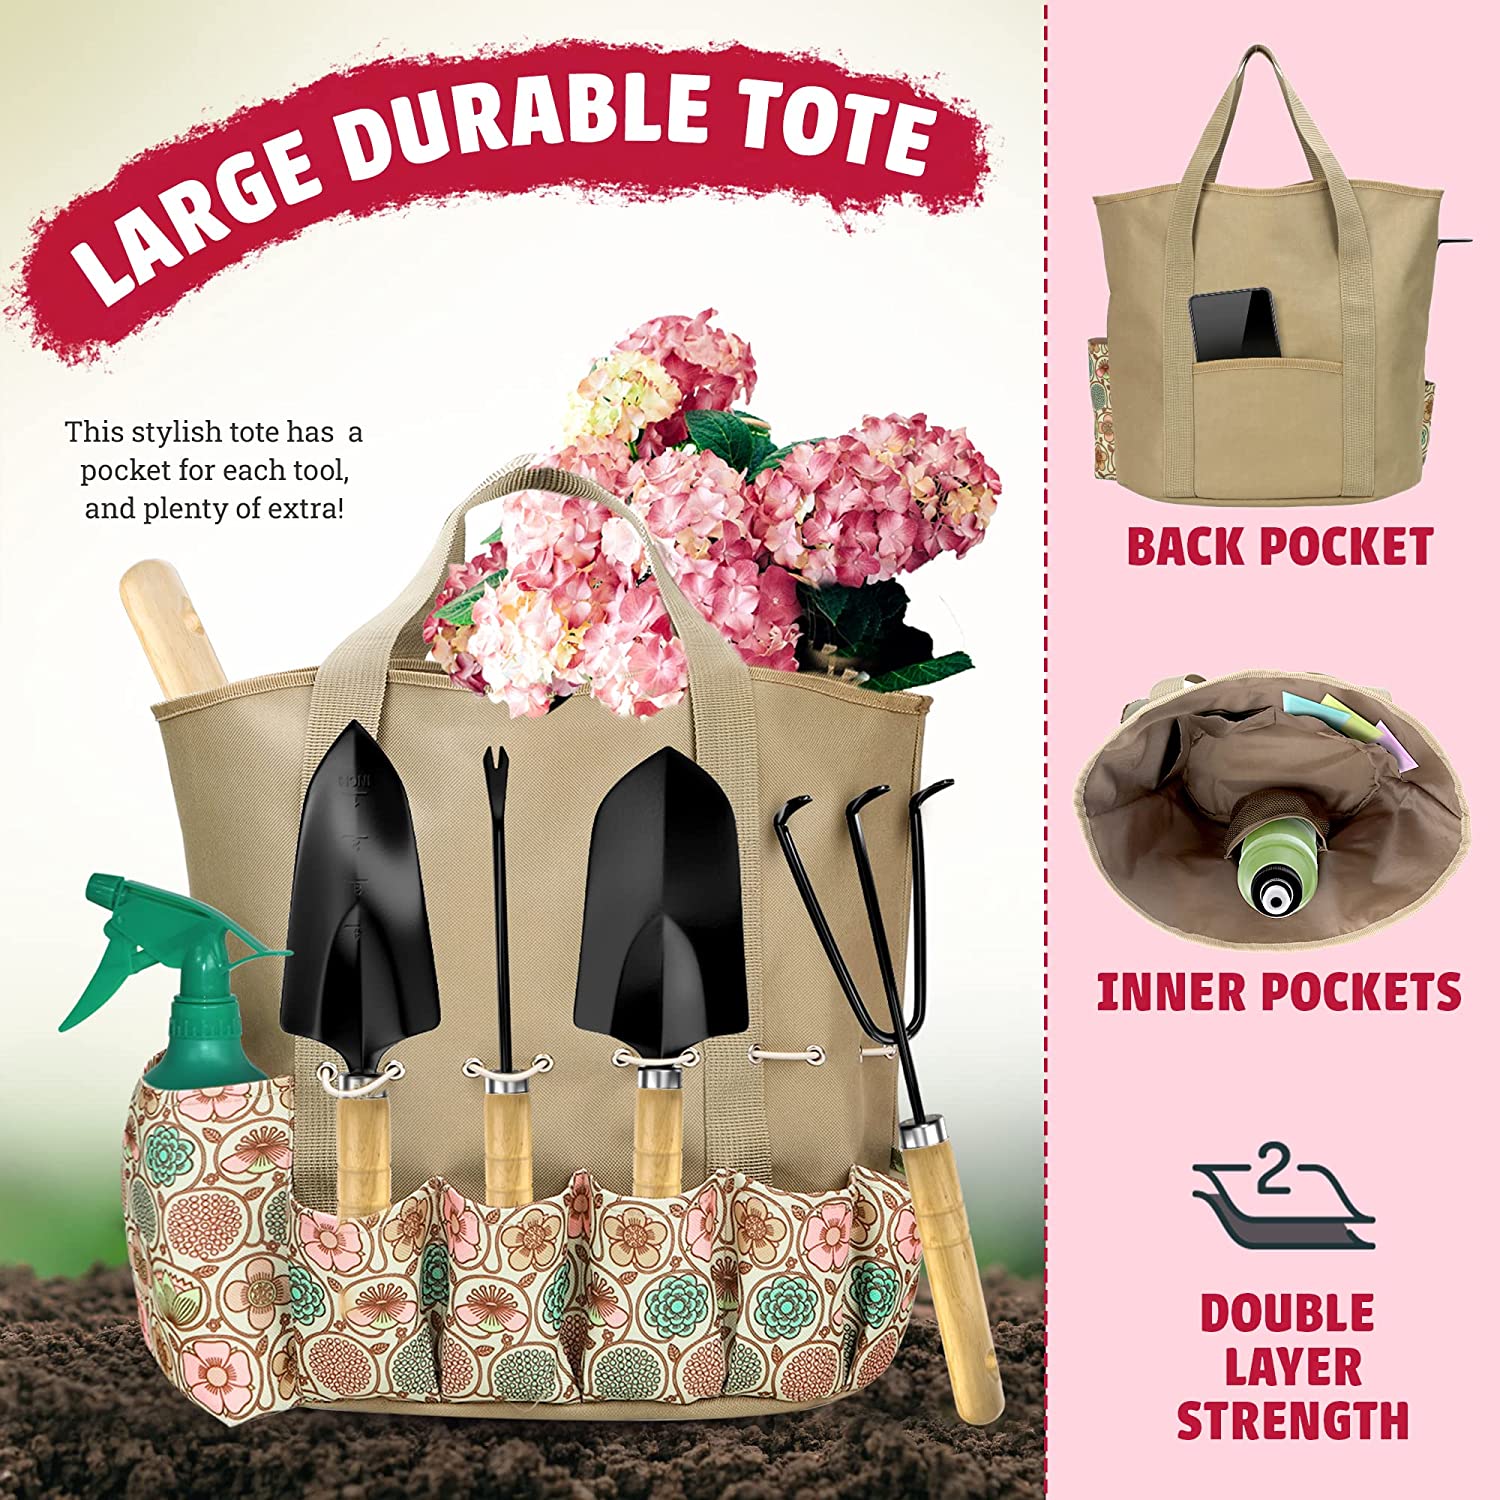 LARGE DURABLE TOTE
This stylish tote has a
pocket for each tool,
and plenty of extra!
BACK POCKET
INNER POCKETS
2
DOUBLE
LAYER
STRENGTH